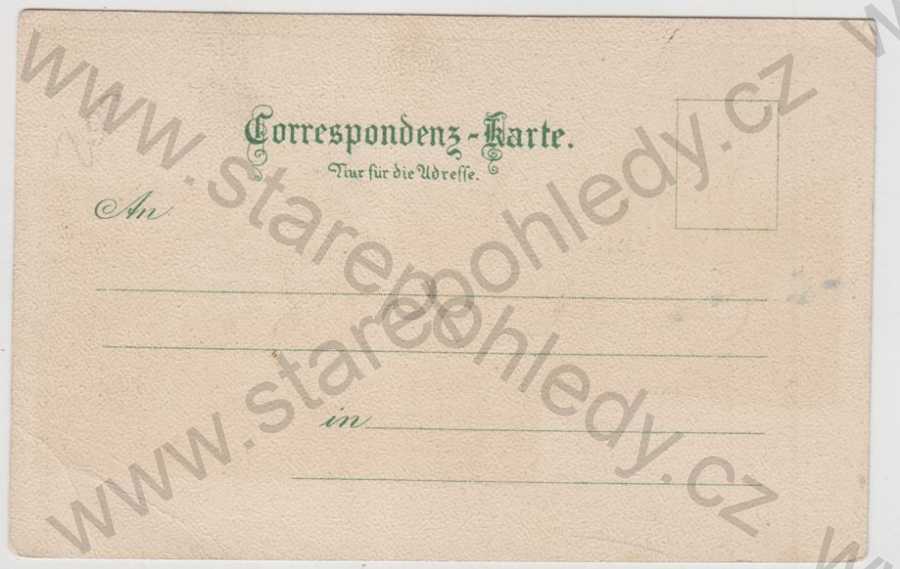 Correspondenz-Karte.
Nur für die Adresse.
An
in
www.starepohledy.cz
www.starepohledy.cz